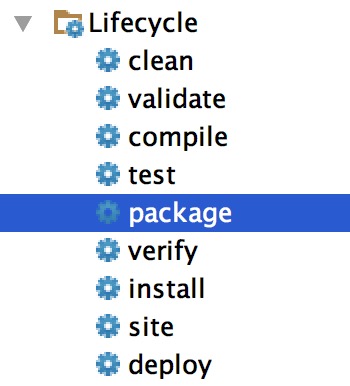 Lifecycle
clean
validate
compile
test
package
verify
install
site
deploy